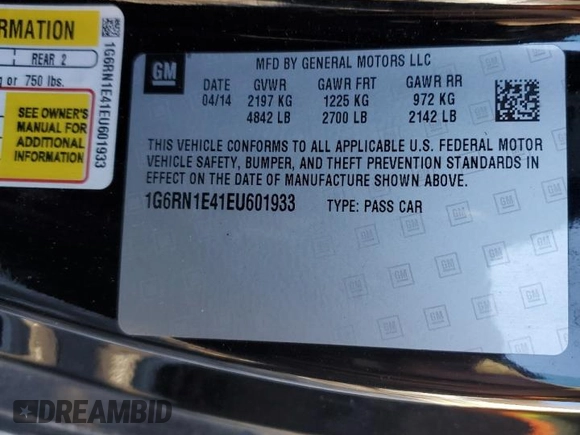 ORMATION
REAR 2
750 lbs.
SEE OWNER'S
MANUAL FOR
ADDITIONAL
INFORMATION
1G6RN1E41EU601933
GM
MFD BY GENERAL MOTORS LLC
DATE GVWR GAWR FRT GAWR RR
04/14 2197 KG 1225 KG 972 KG
4842 LB 2700 LB 2142 LB
THIS VEHICLE CONFORMS TO ALL APPLICABLE U.S. FEDERAL MOTOR
VEHICLE SAFETY, BUMPER, AND THEFT PREVENTION STANDARDS IN
EFFECT ON THE DATE OF MANUFACTURE SHOWN ABOVE.
1G6RN1E41EU601933 TYPE: PASS CAR
DREAMBID